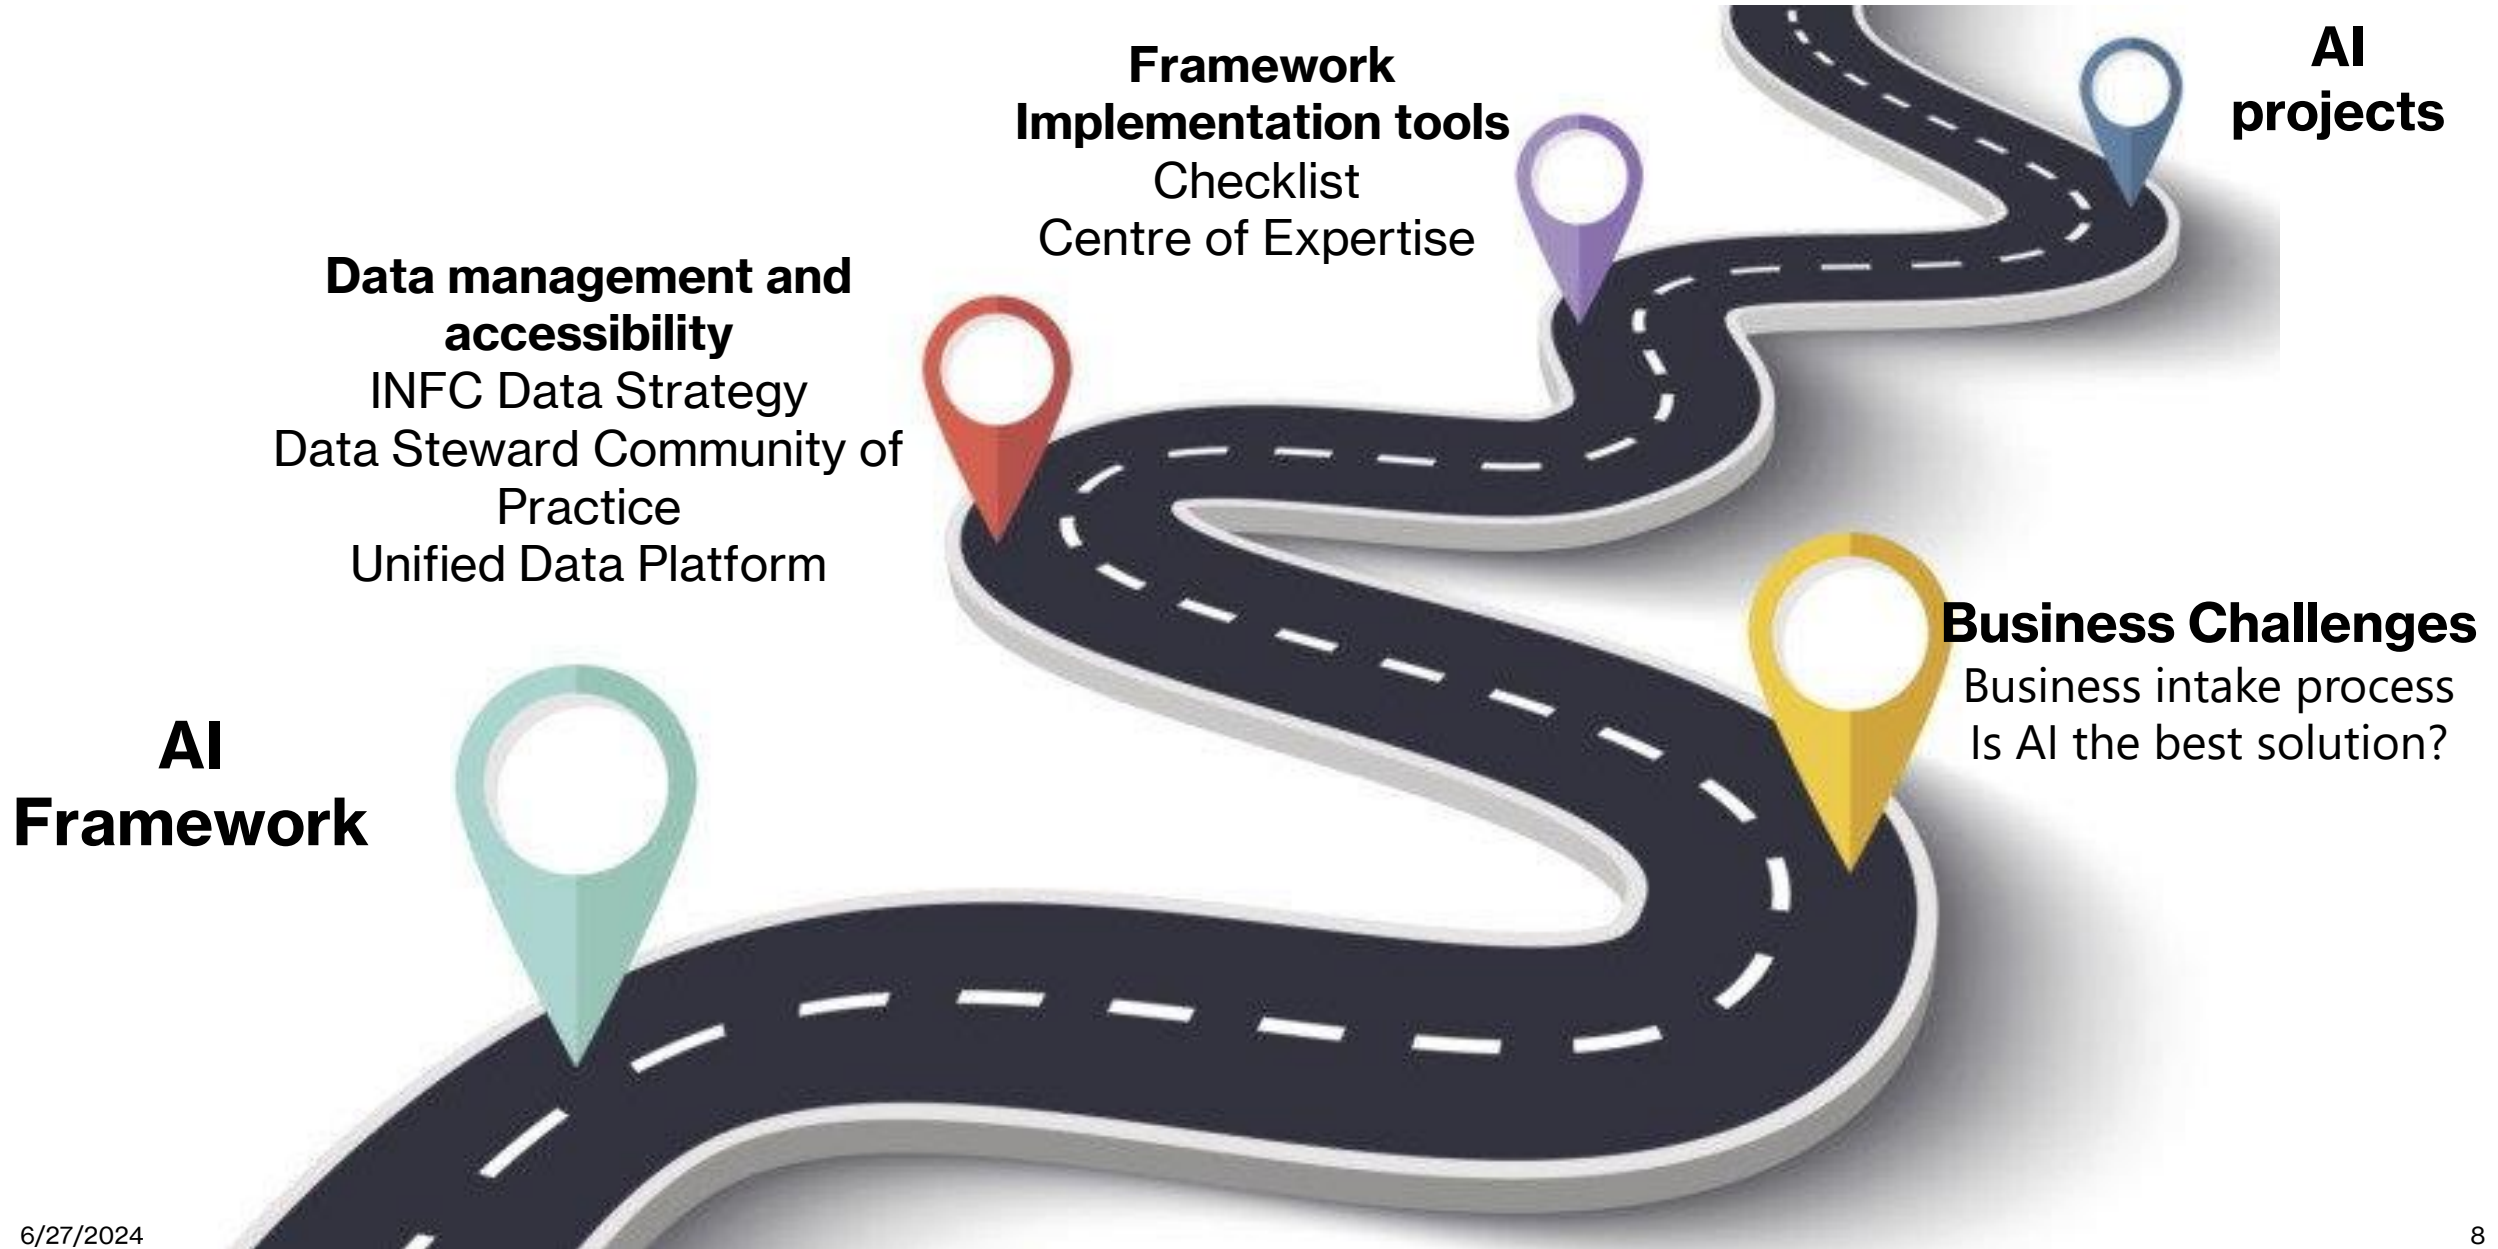 AI
projects
Framework
Implementation tools
Checklist
Centre of Expertise
Data management and
accessibility
INFC Data Strategy
Data Steward Community of
Practice
Unified Data Platform
Business Challenges
Business intake process
Is AI the best solution?
AI
Framework
6/27/2024
8